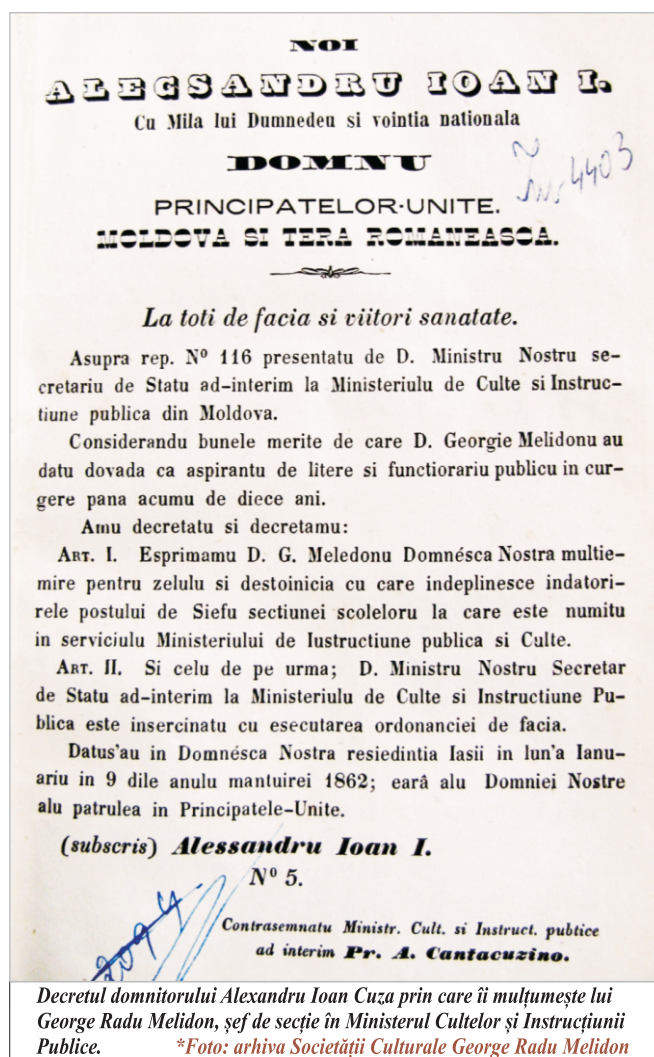 NOI
ALECSANDRU IOAN I.
Cu Mila lui Dumnedeu si vointia nationala
DOMNU
Inv 4403
PRINCIPATELOR-UNITE.
MOLDOVA SI TERA ROMANEASCA.
La toti de facia si viitori sanatate.
Asupra rep. Nº 116 presentatu de D. Ministru Nostru se-
cretariu de Statu ad-interim la Ministeriulu de Culte si Instruc-
tiune publica din Moldova.
Considerandu bunele merite de care D. Georgie Melidonu au
datu dovada ca aspirantu de litere si functiorariu publicu in cur-
gere pana acumu de diece ani.
Amu decretatu si decretamu:
ART. I. Esprimamu D. G. Meledonu Domnésca Nostra multie-
mire pentru zelulu si destoinicia cu care indeplinesce indatori-
rele postului de Siefu sectiunei scoleloru la care este numitu
in serviciulu Ministeriului de Iustructiune publica si Culte.
ART. II. Si celu de pe urma; D. Ministru Nostru Secretar
de Statu ad-interim la Ministeriulu de Culte si Instructiune Pu-
blica este insercinatu cu esecutarea ordonanciei de facia.
Datus'au in Domnésca Nostra resiedintia Iasii in lun'a Ianu-
ariu in 9 dile anulu mantuirei 1862; earâ alu Domniei Nostre
alu patrulea in Principatele-Unite.
(subscris) Alessandru Ioan I.
Nº 5.
Contrasemnatu Ministr. Cult. si Instruct. publice
ad interim Pr. A. Cantacuzino.
Decretul domnitorului Alexandru Ioan Cuza prin care îi mulțumește lui
George Radu Melidon, șef de secție în Ministerul Cultelor și Instrucțiunii
Publice. *Foto: arhiva Societății Culturale George Radu Melidon